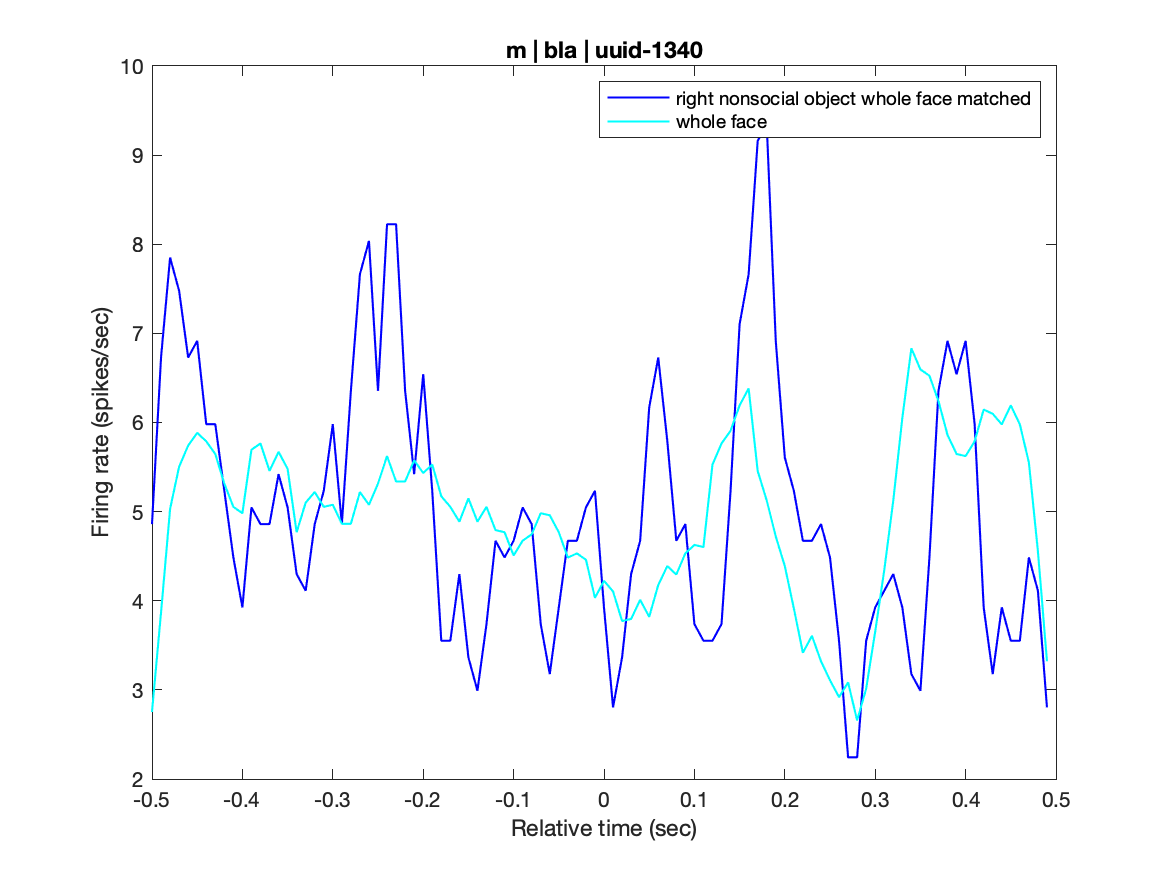 m | bla | uuid-1340
right nonsocial object whole face matched
whole face
Firing rate (spikes/sec)
10
9
8
7
6
5
4
3
2
-0.5 -0.4 -0.3 -0.2 -0.1 0 0.1 0.2 0.3 0.4 0.5
Relative time (sec)